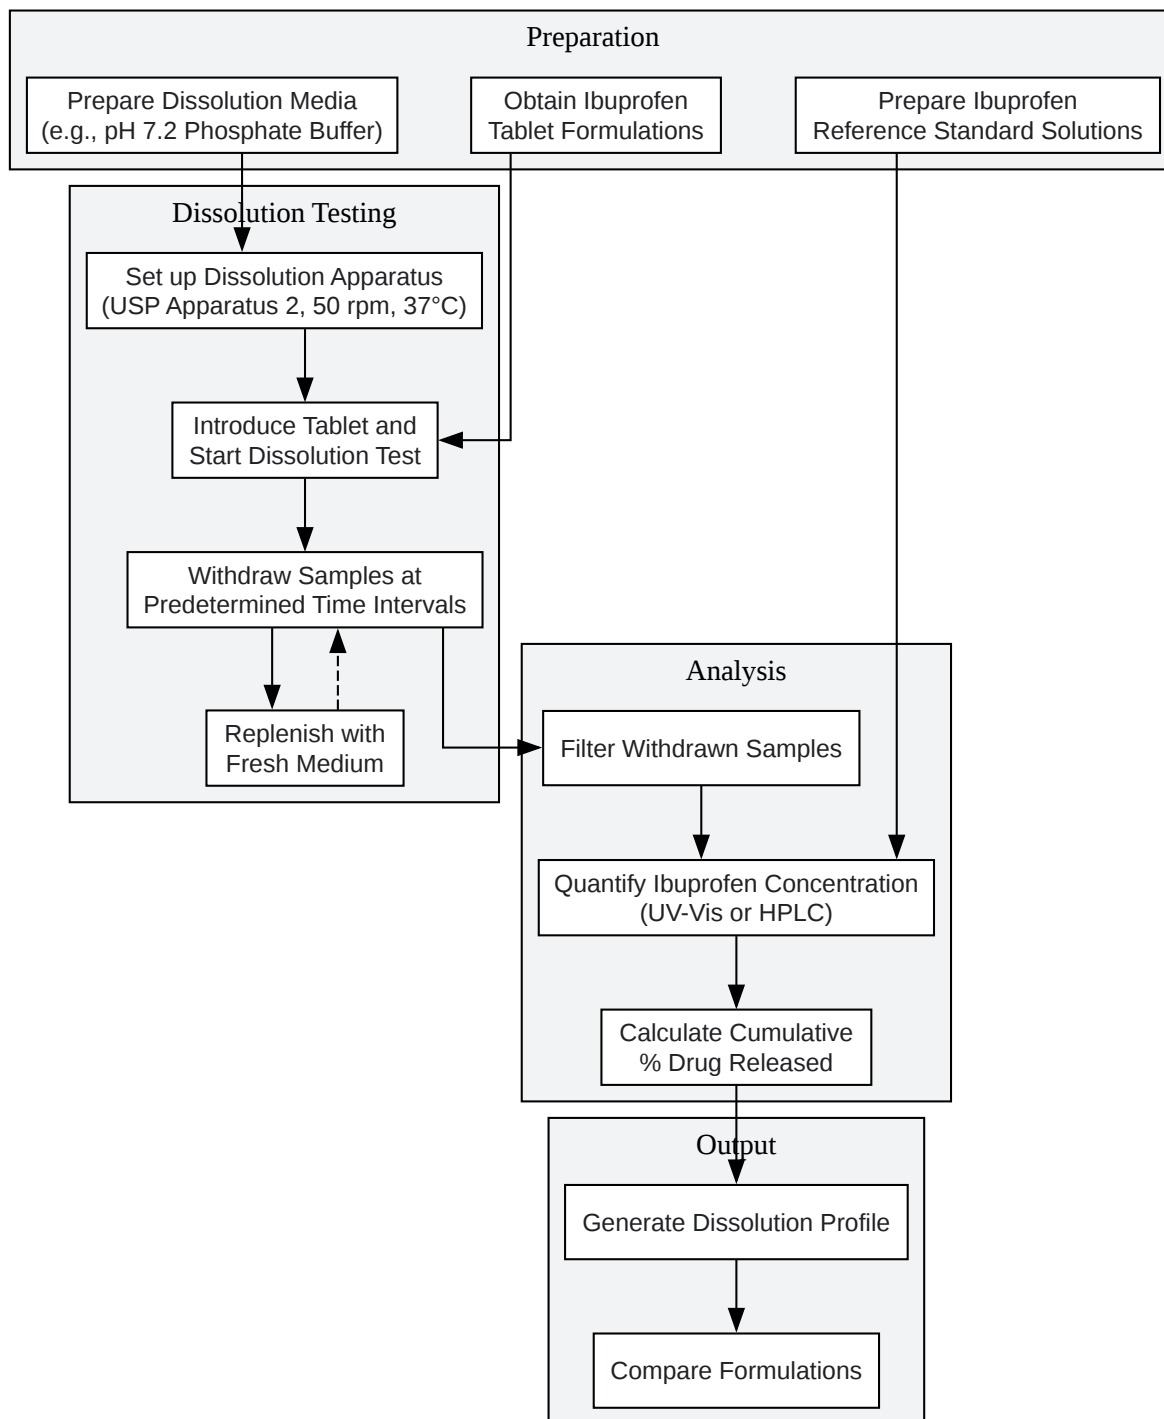 Preparation
Prepare Dissolution Media
(e.g., pH 7.2 Phosphate Buffer)
Obtain Ibuprofen
Tablet Formulations
Prepare Ibuprofen
Reference Standard Solutions
Dissolution Testing
Set up Dissolution Apparatus
(USP Apparatus 2, 50 rpm, 37°C)
Introduce Tablet and
Start Dissolution Test
Withdraw Samples at
Predetermined Time Intervals
Replenish with
Fresh Medium
Analysis
Filter Withdrawn Samples
Quantify Ibuprofen Concentration
(UV-Vis or HPLC)
Calculate Cumulative
% Drug Released
Output
Generate Dissolution Profile
Compare Formulations